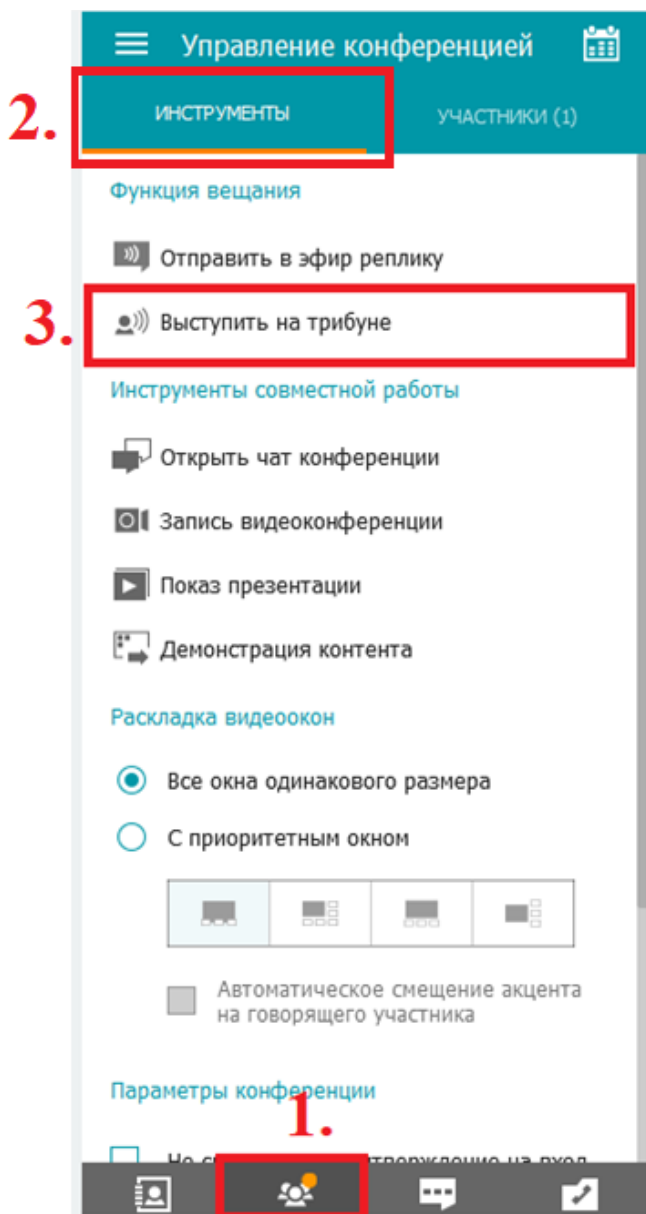 Управление конференцией
2.
ИНСТРУМЕНТЫ
УЧАСТНИКИ (1)
Функция вещания
Отправить в эфир реплику
3.
Выступить на трибуне
Инструменты совместной работы
Открыть чат конференции
Запись видеоконференции
Показ презентации
Демонстрация контента
Раскладка видеоокон
Все окна одинакового размера
С приоритетным окном
Автоматическое смещение акцента
на говорящего участника
Параметры конференции
1.
на вход